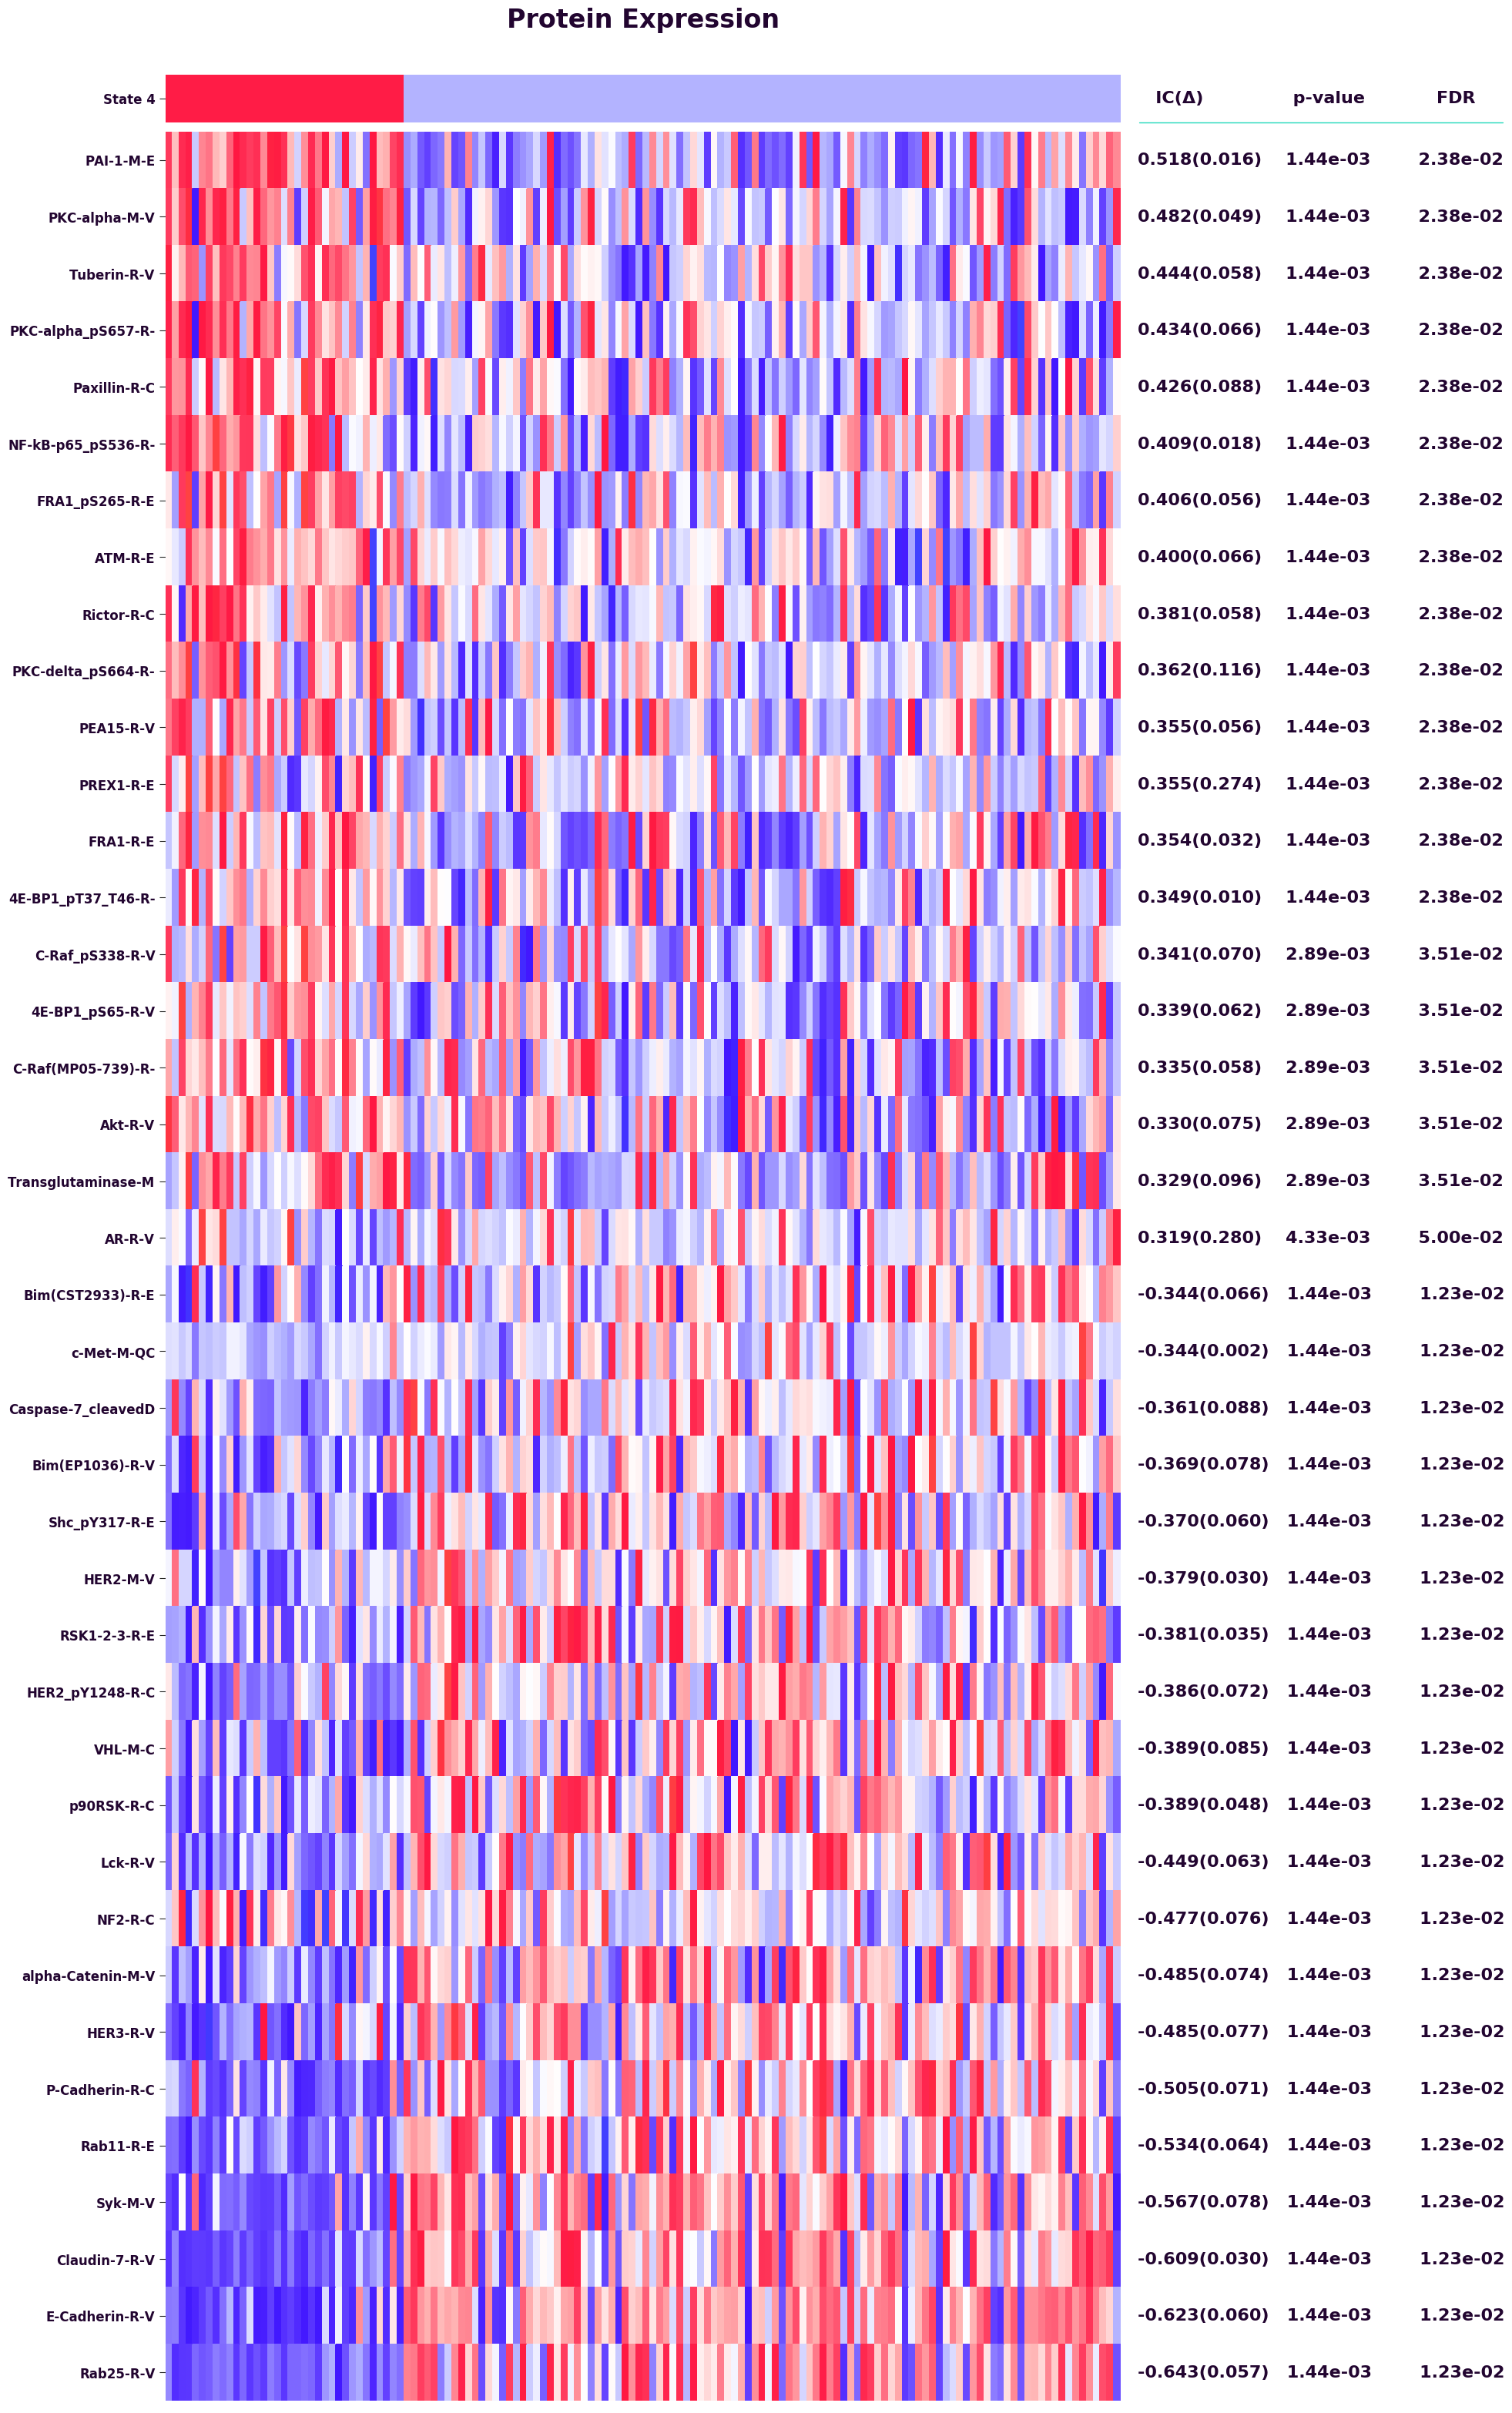 Protein Expression
State 4 IC(Δ) p-value FDR
PAI-1-M-E 0.518(0.016) 1.44e-03 2.38e-02
PKC-alpha-M-V 0.482(0.049) 1.44e-03 2.38e-02
Tuberin-R-V 0.444(0.058) 1.44e-03 2.38e-02
PKC-alpha_pS657-R- 0.434(0.066) 1.44e-03 2.38e-02
Paxillin-R-C 0.426(0.088) 1.44e-03 2.38e-02
NF-kB-p65_pS536-R- 0.409(0.018) 1.44e-03 2.38e-02
FRA1_pS265-R-E 0.406(0.056) 1.44e-03 2.38e-02
ATM-R-E 0.400(0.066) 1.44e-03 2.38e-02
Rictor-R-C 0.381(0.058) 1.44e-03 2.38e-02
PKC-delta_pS664-R- 0.362(0.116) 1.44e-03 2.38e-02
PEA15-R-V 0.355(0.056) 1.44e-03 2.38e-02
PREX1-R-E 0.355(0.274) 1.44e-03 2.38e-02
FRA1-R-E 0.354(0.032) 1.44e-03 2.38e-02
4E-BP1_pT37_T46-R- 0.349(0.010) 1.44e-03 2.38e-02
C-Raf_pS338-R-V 0.341(0.070) 2.89e-03 3.51e-02
4E-BP1_pS65-R-V 0.339(0.062) 2.89e-03 3.51e-02
C-Raf(MP05-739)-R- 0.335(0.058) 2.89e-03 3.51e-02
Akt-R-V 0.330(0.075) 2.89e-03 3.51e-02
Transglutaminase-M 0.329(0.096) 2.89e-03 3.51e-02
AR-R-V 0.319(0.280) 4.33e-03 5.00e-02
Bim(CST2933)-R-E -0.344(0.066) 1.44e-03 1.23e-02
c-Met-M-QC -0.344(0.002) 1.44e-03 1.23e-02
Caspase-7_cleavedD -0.361(0.088) 1.44e-03 1.23e-02
Bim(EP1036)-R-V -0.369(0.078) 1.44e-03 1.23e-02
Shc_pY317-R-E -0.370(0.060) 1.44e-03 1.23e-02
HER2-M-V -0.379(0.030) 1.44e-03 1.23e-02
RSK1-2-3-R-E -0.381(0.035) 1.44e-03 1.23e-02
HER2_pY1248-R-C -0.386(0.072) 1.44e-03 1.23e-02
VHL-M-C -0.389(0.085) 1.44e-03 1.23e-02
p90RSK-R-C -0.389(0.048) 1.44e-03 1.23e-02
Lck-R-V -0.449(0.063) 1.44e-03 1.23e-02
NF2-R-C -0.477(0.076) 1.44e-03 1.23e-02
alpha-Catenin-M-V -0.485(0.074) 1.44e-03 1.23e-02
HER3-R-V -0.485(0.077) 1.44e-03 1.23e-02
P-Cadherin-R-C -0.505(0.071) 1.44e-03 1.23e-02
Rab11-R-E -0.534(0.064) 1.44e-03 1.23e-02
Syk-M-V -0.567(0.078) 1.44e-03 1.23e-02
Claudin-7-R-V -0.609(0.030) 1.44e-03 1.23e-02
E-Cadherin-R-V -0.623(0.060) 1.44e-03 1.23e-02
Rab25-R-V -0.643(0.057) 1.44e-03 1.23e-02